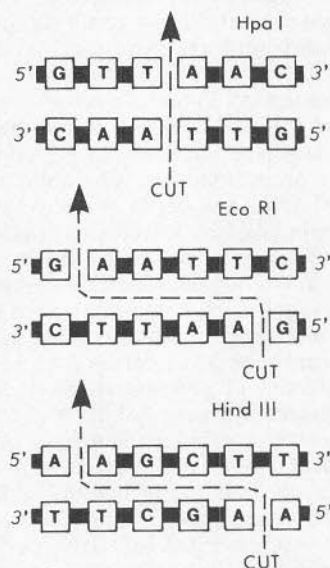 Hpa I
5' G T T A A C 3'
3' C A A T T G 5'
CUT
Eco RI
5' G A A T T C 3'
3' C T T A A G 5'
CUT
Hind III
5' A A G C T T 3'
3' T T C G A A 5'
CUT